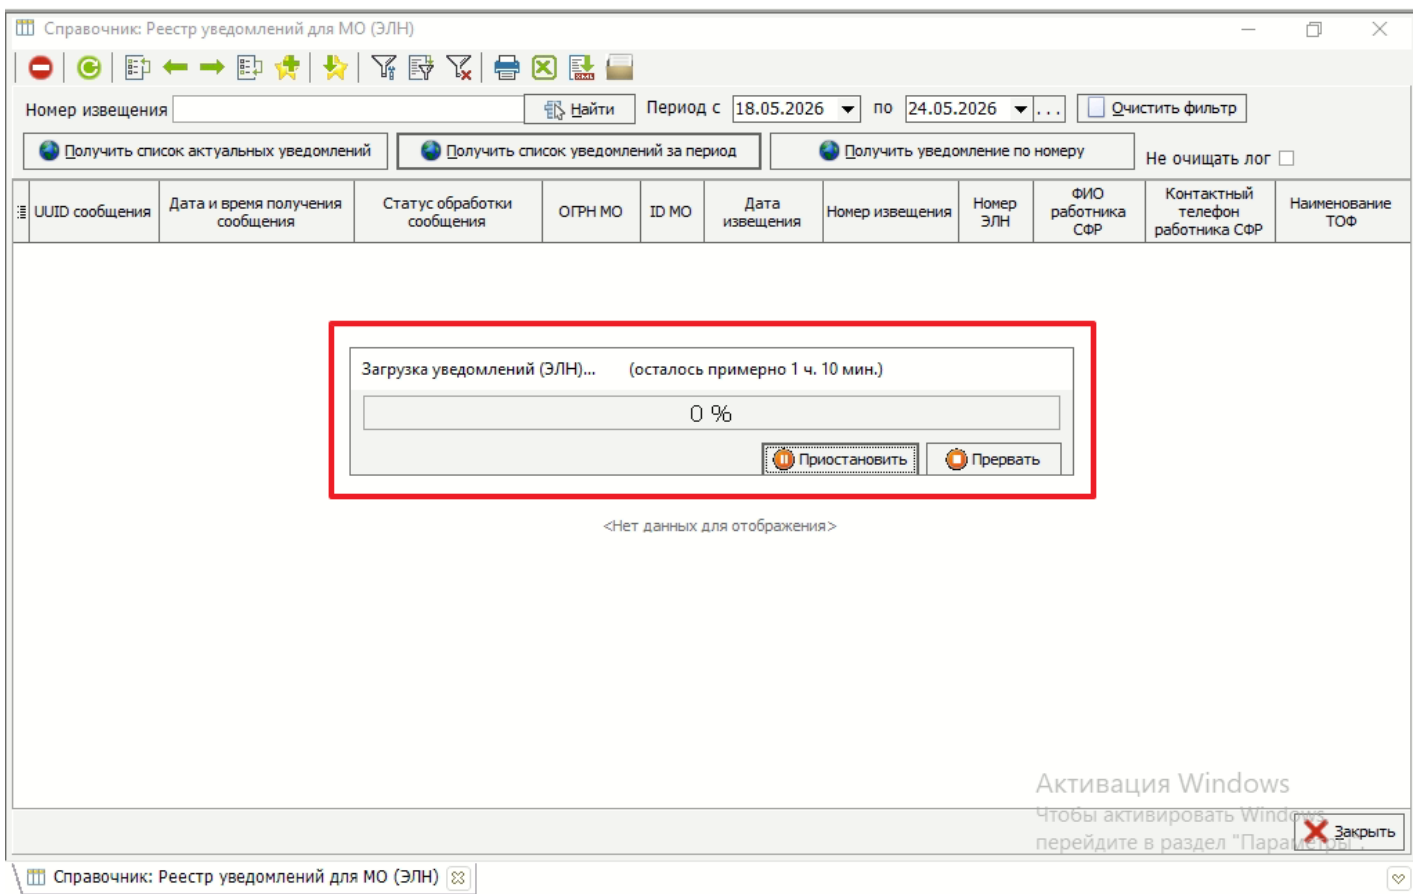 Справочник: Реестр уведомлений для МО (ЭЛН)
Номер извещения
Найти
Период с
18.05.2026
по
24.05.2026
...
Очистить фильтр
Получить список актуальных уведомлений
Получить список уведомлений за период
Получить уведомление по номеру
Не очищать лог
UUID сообщения
Дата и время получения
сообщения
Статус обработки
сообщения
ОГРН МО
ID МО
Дата
извещения
Номер извещения
Номер
ЭЛН
ФИО
работника
СФР
Контактный
телефон
работника СФР
Наименование
ТОФ
Загрузка уведомлений (ЭЛН)... (осталось примерно 1 ч. 10 мин.)
0 %
Приостановить
Прервать
<Нет данных для отображения>
Активация Windows
Чтобы активировать Windows,
перейдите в раздел "Параметры".
Закрыть
Справочник: Реестр уведомлений для МО (ЭЛН)